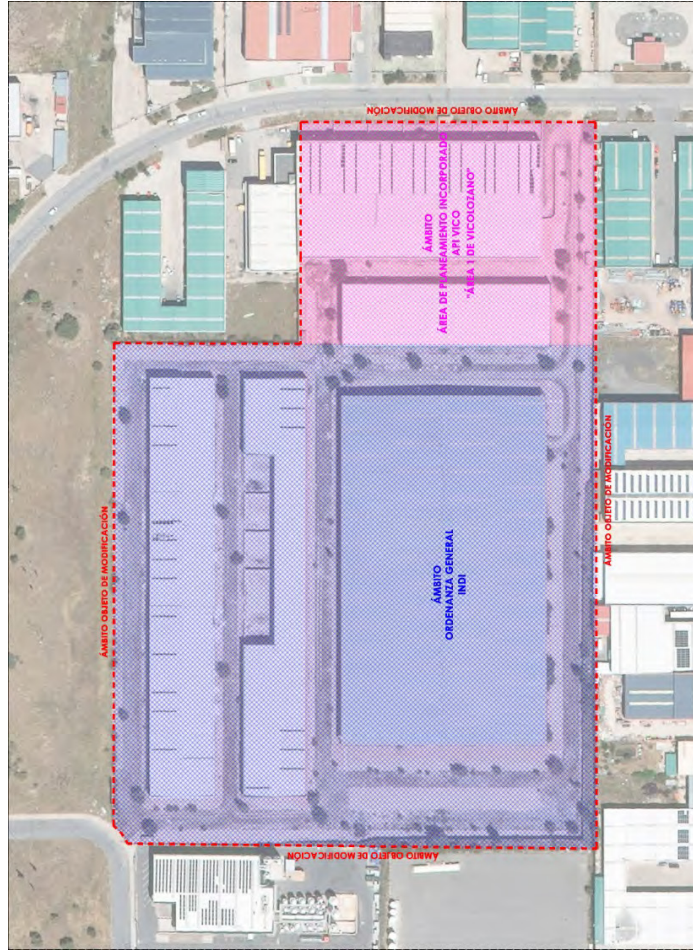 ÁMBITO OBJETO DE MODIFICACIÓN
ÁMBITO
ÁREA DE PLANEAMIENTO INCORPORADO
API VICO
"ÁREA 1 DE VICOLOZANO"
ÁMBITO OBJETO DE MODIFICACIÓN
ÁMBITO OBJETO DE MODIFICACIÓN
ÁMBITO
ORDENANZA GENERAL
INDI
ÁMBITO OBJETO DE MODIFICACIÓN